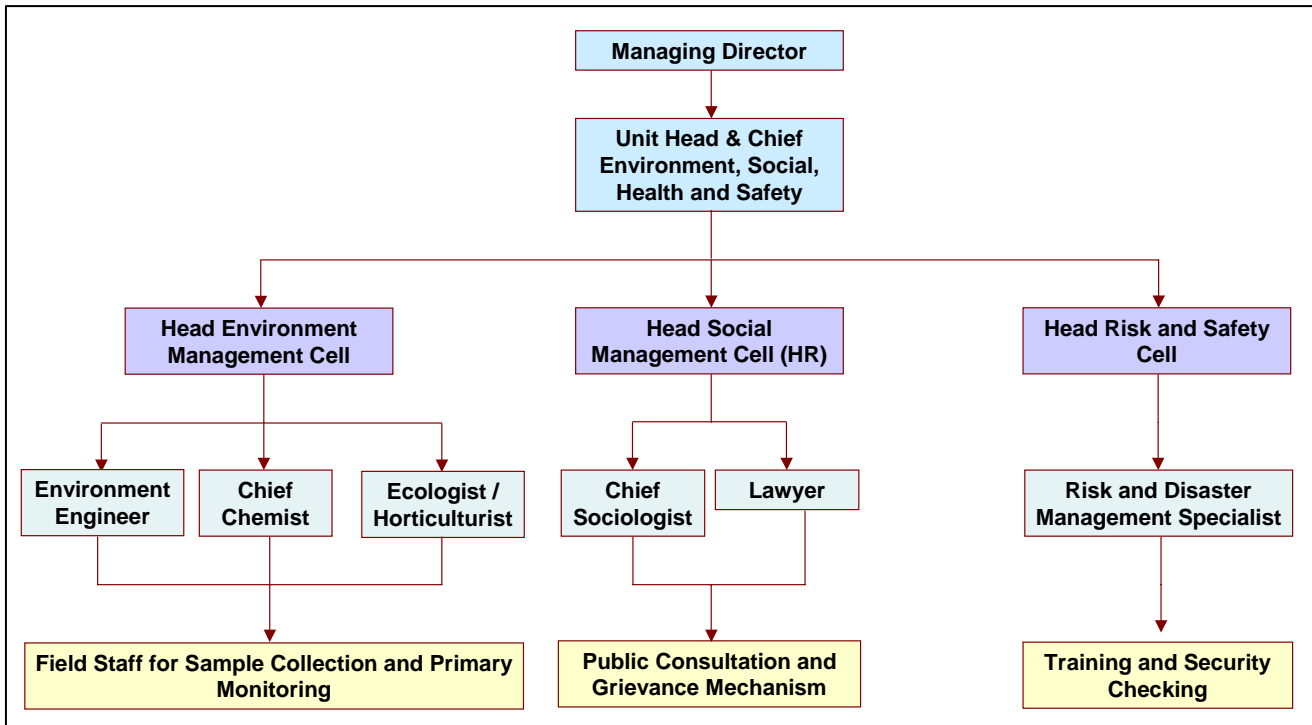 Managing Director
Unit Head & Chief
Environment, Social,
Health and Safety
Head Environment
Management Cell
Head Social
Management Cell (HR)
Head Risk and Safety
Cell
Environment
Engineer
Chief
Chemist
Ecologist /
Horticulturist
Chief
Sociologist
Lawyer
Risk and Disaster
Management Specialist
Field Staff for Sample Collection and Primary
Monitoring
Public Consultation and
Grievance Mechanism
Training and Security
Checking